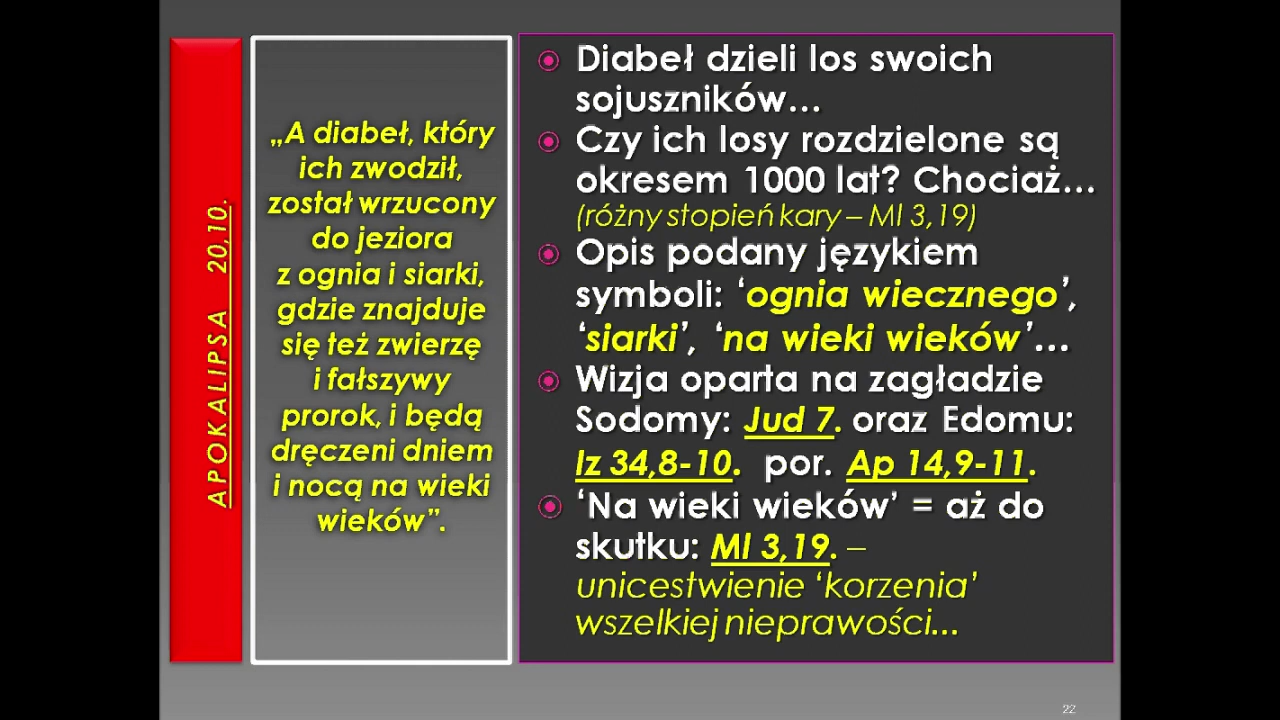 APOKALIPSA 20,10.
„A diabeł, który
ich zwodził,
został wrzucony
do jeziora
z ognia i siarki,
gdzie znajduje
się też zwierzę
i fałszywy
prorok, i będą
dręczeni dniem
i nocą na wieki
wieków”.
Diabeł dzieli los swoich
sojuszników…
Czy ich losy rozdzielone są
okresem 1000 lat? Chociaż…
(różny stopień kary – Ml 3,19)
Opis podany językiem
symboli: ‘ognia wiecznego’,
‘siarki’, ‘na wieki wieków’…
Wizja oparta na zagładzie
Sodomy: Jud 7. oraz Edomu:
Iz 34,8-10. por. Ap 14,9-11.
‘Na wieki wieków’ = aż do
skutku: Ml 3,19. –
unicestwienie ‘korzenia’
wszelkiej nieprawości...
22